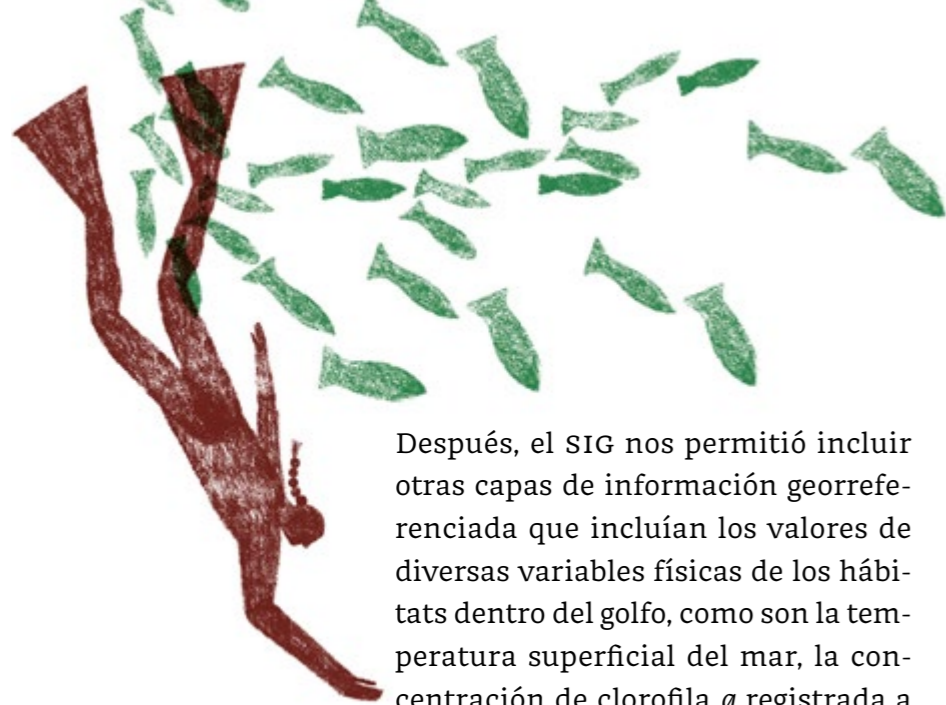 Después, el SIG nos permitió incluir
otras capas de información georrefe-
renciada que incluían los valores de
diversas variables físicas de los hábi-
tats dentro del golfo, como son la tem-
peratura superficial del mar, la con-
centración de clorofila a registrada a